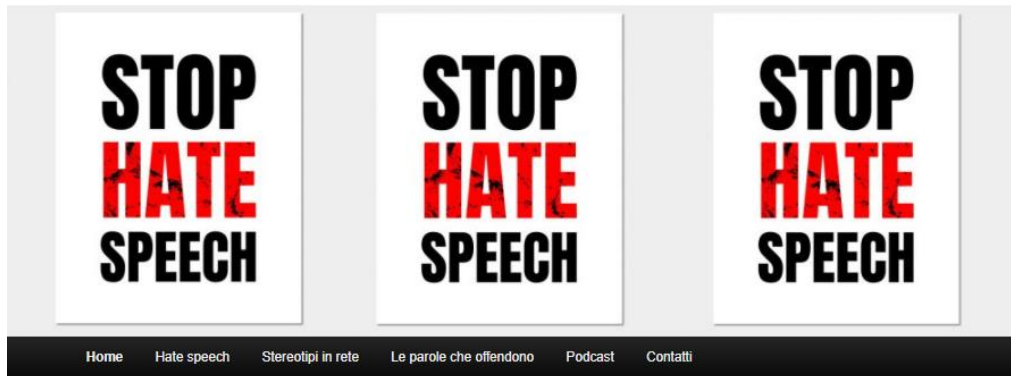 STOP
HATE
SPEECH
STOP
HATE
SPEECH
STOP
HATE
SPEECH
Home Hate speech Stereotipi in rete Le parole che offendono Podcast Contatti